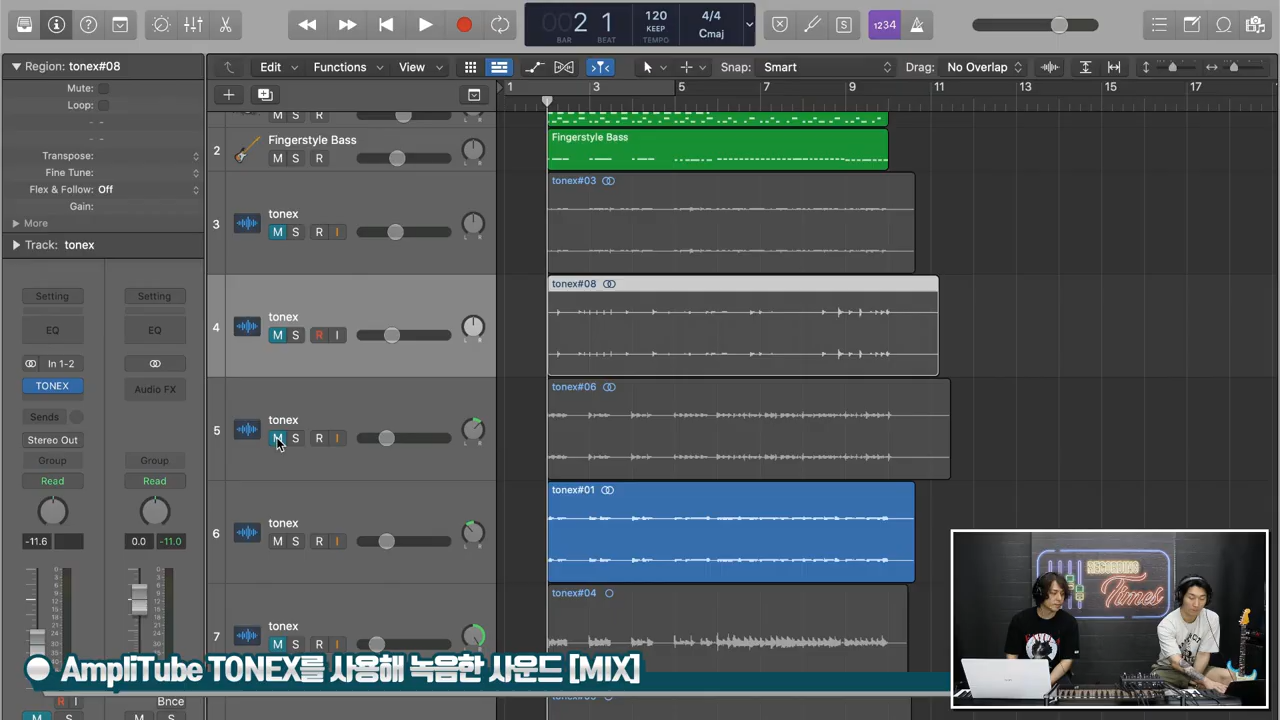 2 1
BAR BEAT
120
KEEP
TEMPO
4/4
Cmaj
1234
Region: tonex#08
Mute:
Loop:
Transpose:
Fine Tune:
Flex & Follow: Off
Gain:
More
Track: tonex
Edit
Functions
View
Snap: Smart
Drag: No Overlap
1 3 5 7 9 11 13 15 17
M S R
2 Fingerstyle Bass
M S R
Fingerstyle Bass
3 tonex
M S R I
tonex#03
4 tonex
M S R I
tonex#08
5 tonex
M S R I
tonex#06
6 tonex
M S R I
tonex#01
7 tonex
M S R I
tonex#04
Setting Setting
EQ EQ
In 1-2
TONEX Audio FX
Sends
Stereo Out
Group Group
Read Read
-11.6 0.0 -11.0
R I Bnce
M S M
RECORDING
Times
AmpliTube TONEX를 사용해 녹음한 사운드 [MIX]